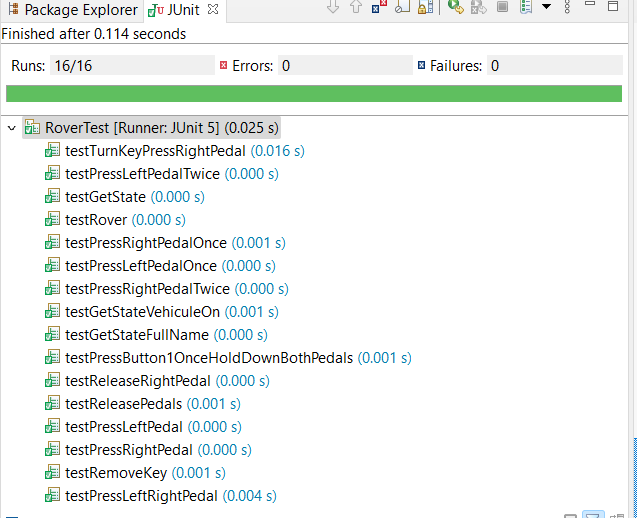 Package Explorer JUnit
Finished after 0.114 seconds
Runs: 16/16 Errors: 0 Failures: 0
RoverTest [Runner: JUnit 5] (0.025 s)
testTurnKeyPressRightPedal (0.016 s)
testPressLeftPedalTwice (0.000 s)
testGetState (0.000 s)
testRover (0.000 s)
testPressRightPedalOnce (0.001 s)
testPressLeftPedalOnce (0.000 s)
testPressRightPedalTwice (0.000 s)
testGetStateVehiculeOn (0.001 s)
testGetStateFullName (0.000 s)
testPressButton1OnceHoldDownBothPedals (0.001 s)
testReleaseRightPedal (0.000 s)
testReleasePedals (0.001 s)
testPressLeftPedal (0.000 s)
testPressRightPedal (0.000 s)
testRemoveKey (0.001 s)
testPressLeftRightPedal (0.004 s)